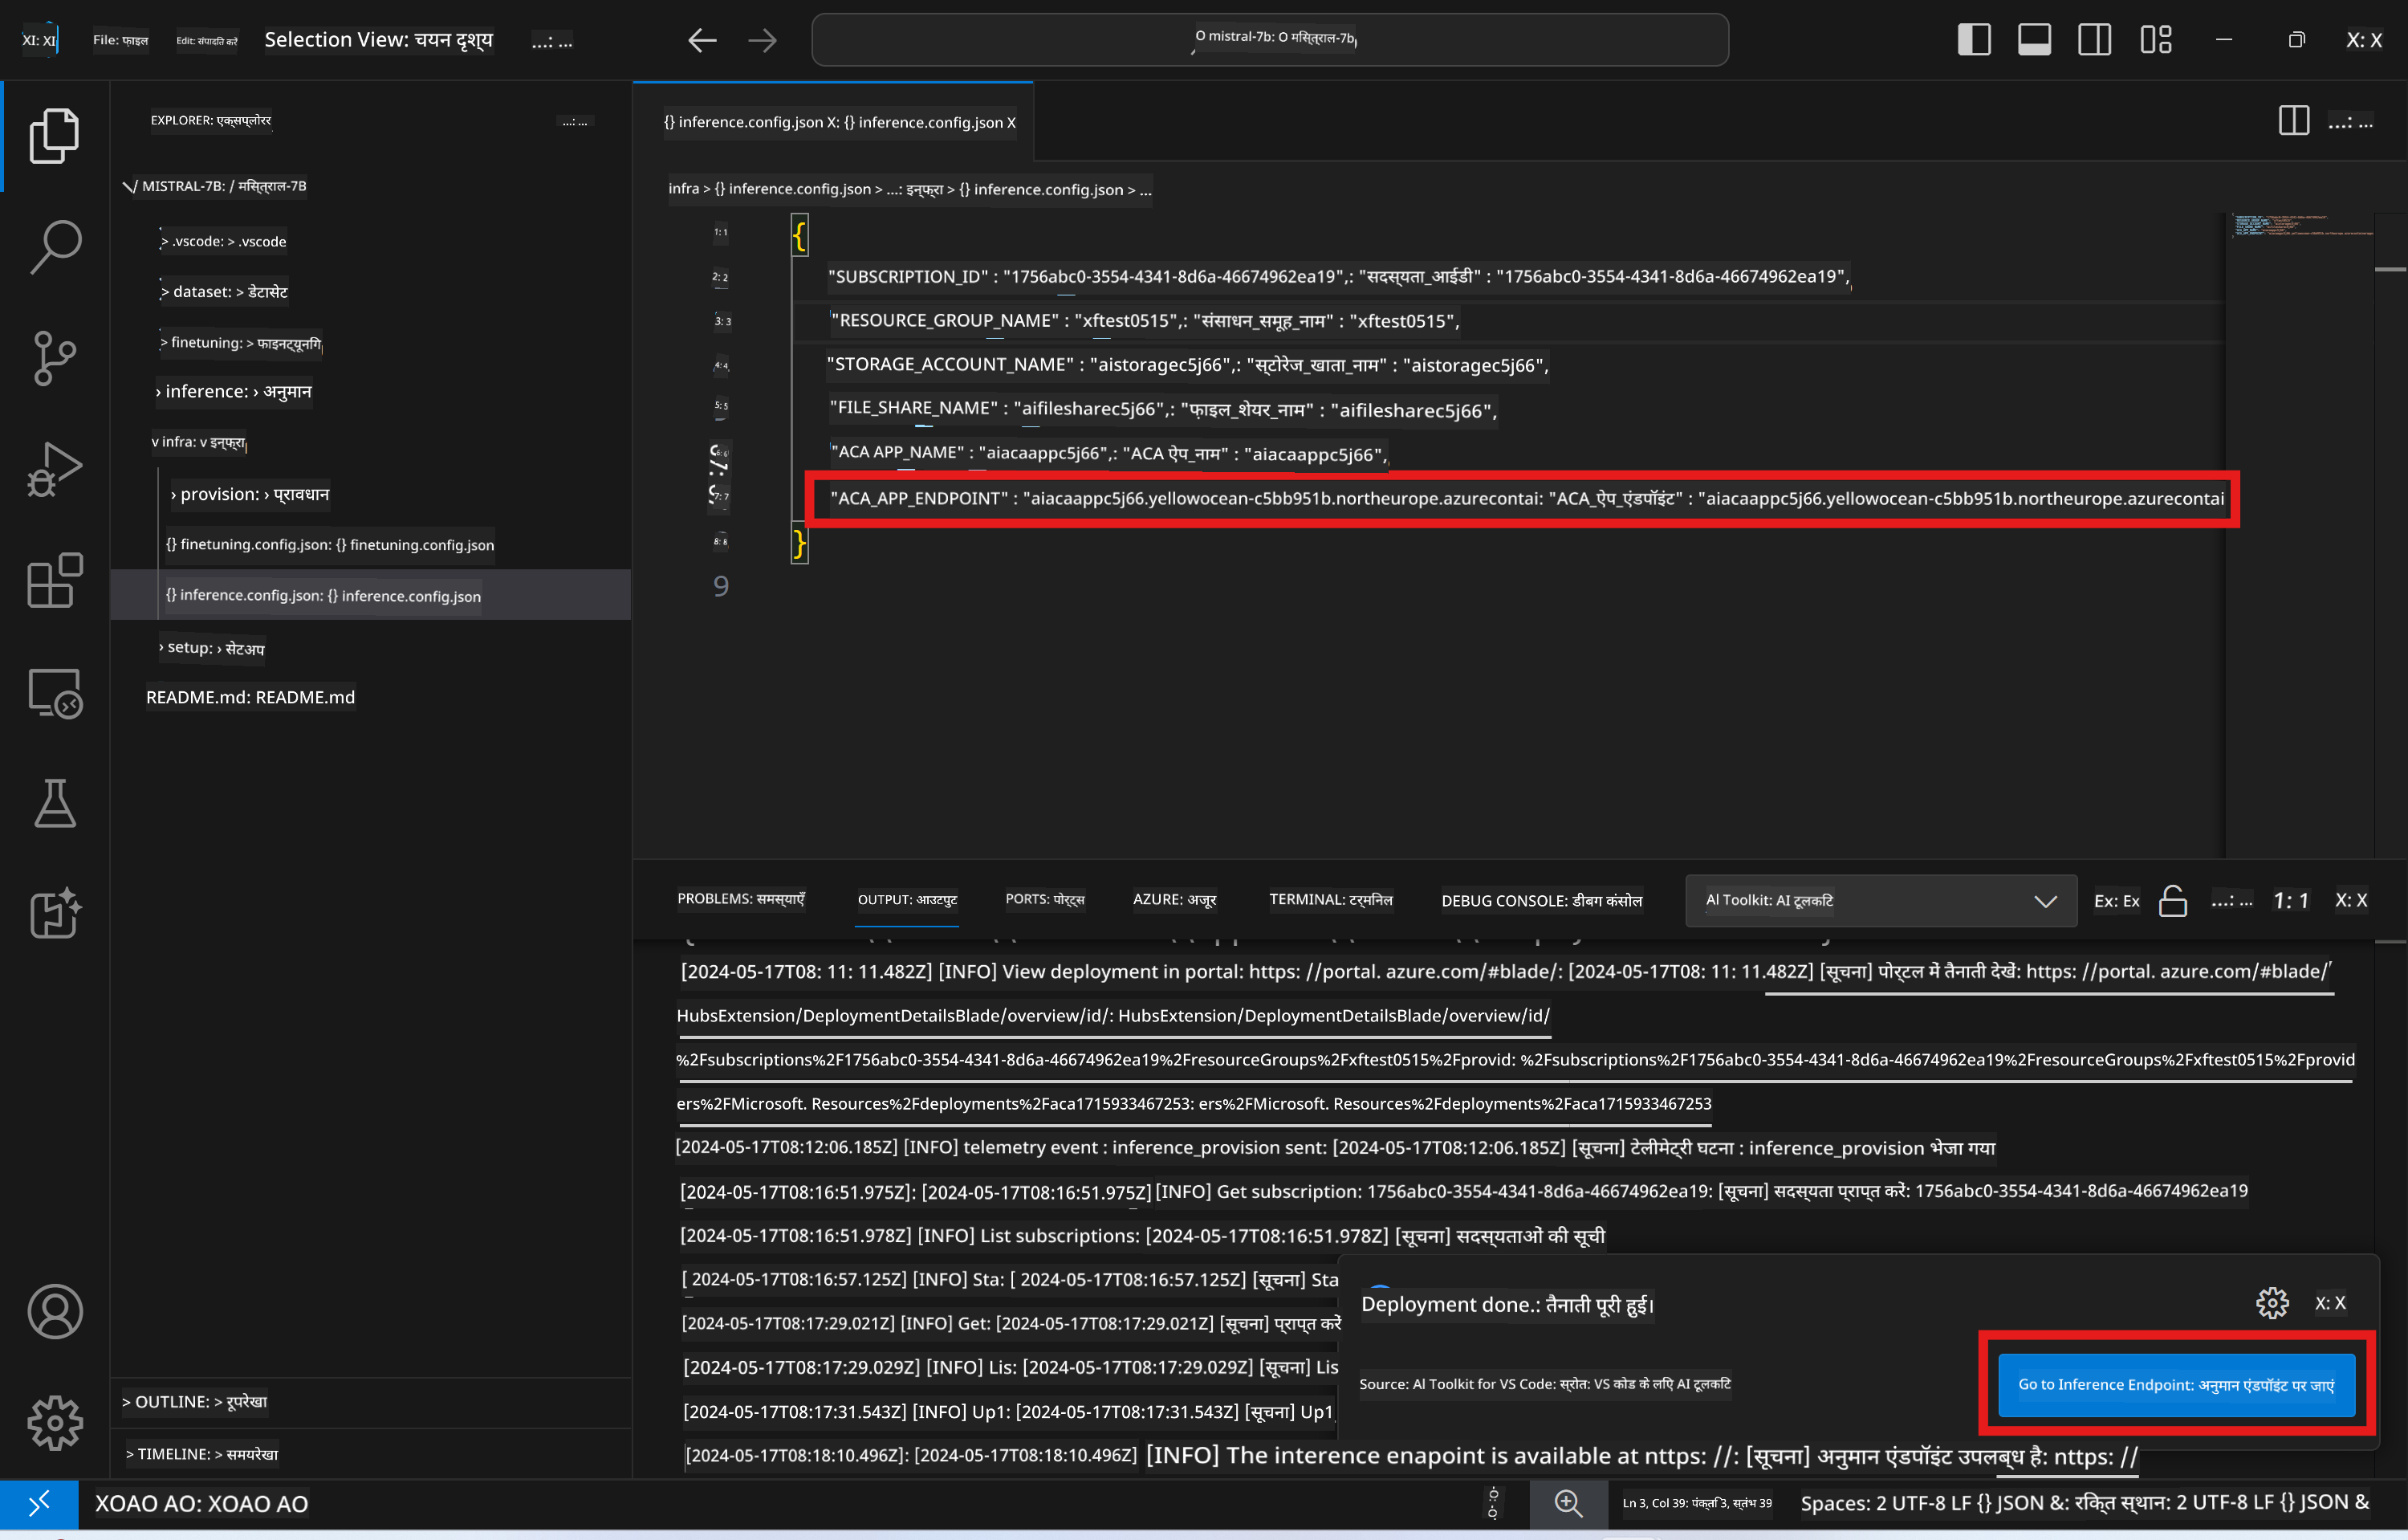 XI: XI File: फ़ाइल Edit: संपादित करें Selection View: चयन दृश्य ...: ... O mistral-7b: O मिस्ट्राल-7b X: X
EXPLORER: एक्सप्लोरर ...: ...
\/ MISTRAL-7B: / मिस्ट्राल-7B
> .vscode: > .vscode
> dataset: > डेटासेट
> finetuning: > फाइनट्यूनिंग
› inference: › अनुमान
v infra: v इन्फ्रा
› provision: › प्रावधान
{} finetuning.config.json: {} finetuning.config.json
{} inference.config.json: {} inference.config.json
› setup: › सेटअप
README.md: README.md
> OUTLINE: > रूपरेखा
> TIMELINE: > समयरेखा
{} inference.config.json X: {} inference.config.json X ...: ...
infra > {} inference.config.json > ...: इन्फ्रा > {} inference.config.json > ...
1: 1 {
2: 2 "SUBSCRIPTION_ID" : "1756abc0-3554-4341-8d6a-46674962ea19",: "सदस्यता_आईडी" : "1756abc0-3554-4341-8d6a-46674962ea19",
3: 3 "RESOURCE_GROUP_NAME" : "xftest0515",: "संसाधन_समूह_नाम" : "xftest0515",
4: 4 "STORAGE_ACCOUNT_NAME" : "aistoragec5j66",: "स्टोरेज_खाता_नाम" : "aistoragec5j66",
5: 5 "FILE_SHARE_NAME" : "aifilesharec5j66",: "फ़ाइल_शेयर_नाम" : "aifilesharec5j66",
6: 6 "ACA APP_NAME" : "aiacaappc5j66",: "ACA ऐप_नाम" : "aiacaappc5j66",
7: 7 "ACA_APP_ENDPOINT" : "aiacaappc5j66.yellowocean-c5bb951b.northeurope.azurecontai: "ACA_ऐप_एंडपॉइंट" : "aiacaappc5j66.yellowocean-c5bb951b.northeurope.azurecontai
8: 8 }
9
PROBLEMS: समस्याएँ OUTPUT: आउटपुट PORTS: पोर्ट्स AZURE: अजूर TERMINAL: टर्मिनल DEBUG CONSOLE: डीबग कंसोल Al Toolkit: AI टूलकिट Ex: Ex ...: ... 1: 1 X: X
[2024-05-17T08: 11: 11.482Z] [INFO] View deployment in portal: https: //portal. azure.com/#blade/: [2024-05-17T08: 11: 11.482Z] [सूचना] पोर्टल में तैनाती देखें: https: //portal. azure.com/#blade/
HubsExtension/DeploymentDetailsBlade/overview/id/: HubsExtension/DeploymentDetailsBlade/overview/id/
%2Fsubscriptions%2F1756abc0-3554-4341-8d6a-46674962ea19%2FresourceGroups%2Fxftest0515%2Fprovid: %2Fsubscriptions%2F1756abc0-3554-4341-8d6a-46674962ea19%2FresourceGroups%2Fxftest0515%2Fprovid
ers%2FMicrosoft. Resources%2Fdeployments%2Faca1715933467253: ers%2FMicrosoft. Resources%2Fdeployments%2Faca1715933467253
[2024-05-17T08:12:06.185Z] [INFO] telemetry event : inference_provision sent: [2024-05-17T08:12:06.185Z] [सूचना] टेलीमेट्री घटना : inference_provision भेजा गया
[2024-05-17T08:16:51.975Z]: [2024-05-17T08:16:51.975Z] [INFO] Get subscription: 1756abc0-3554-4341-8d6a-46674962ea19: [सूचना] सदस्यता प्राप्त करें: 1756abc0-3554-4341-8d6a-46674962ea19
[2024-05-17T08:16:51.978Z] [INFO] List subscriptions: [2024-05-17T08:16:51.978Z] [सूचना] सदस्यताओं की सूची
[ 2024-05-17T08:16:57.125Z] [INFO] Sta: [ 2024-05-17T08:16:57.125Z] [सूचना] Sta
[2024-05-17T08:17:29.021Z] [INFO] Get: [2024-05-17T08:17:29.021Z] [सूचना] प्राप्त करें
[2024-05-17T08:17:29.029Z] [INFO] Lis: [2024-05-17T08:17:29.029Z] [सूचना] Lis
[2024-05-17T08:17:31.543Z] [INFO] Up1: [2024-05-17T08:17:31.543Z] [सूचना] Up1
[2024-05-17T08:18:10.496Z]: [2024-05-17T08:18:10.496Z] [INFO] The interence enapoint is available at nttps: //: [सूचना] अनुमान एंडपॉइंट उपलब्ध है: nttps: //
Deployment done.: तैनाती पूरी हुई। X: X
Source: Al Toolkit for VS Code: स्रोत: VS कोड के लिए AI टूलकिट
Go to Inference Endpoint: अनुमान एंडपॉइंट पर जाएं
XOAO AO: XOAO AO Ln 3, Col 39: पंक्ति 3, स्तंभ 39 Spaces: 2 UTF-8 LF {} JSON &: रिक्त स्थान: 2 UTF-8 LF {} JSON &